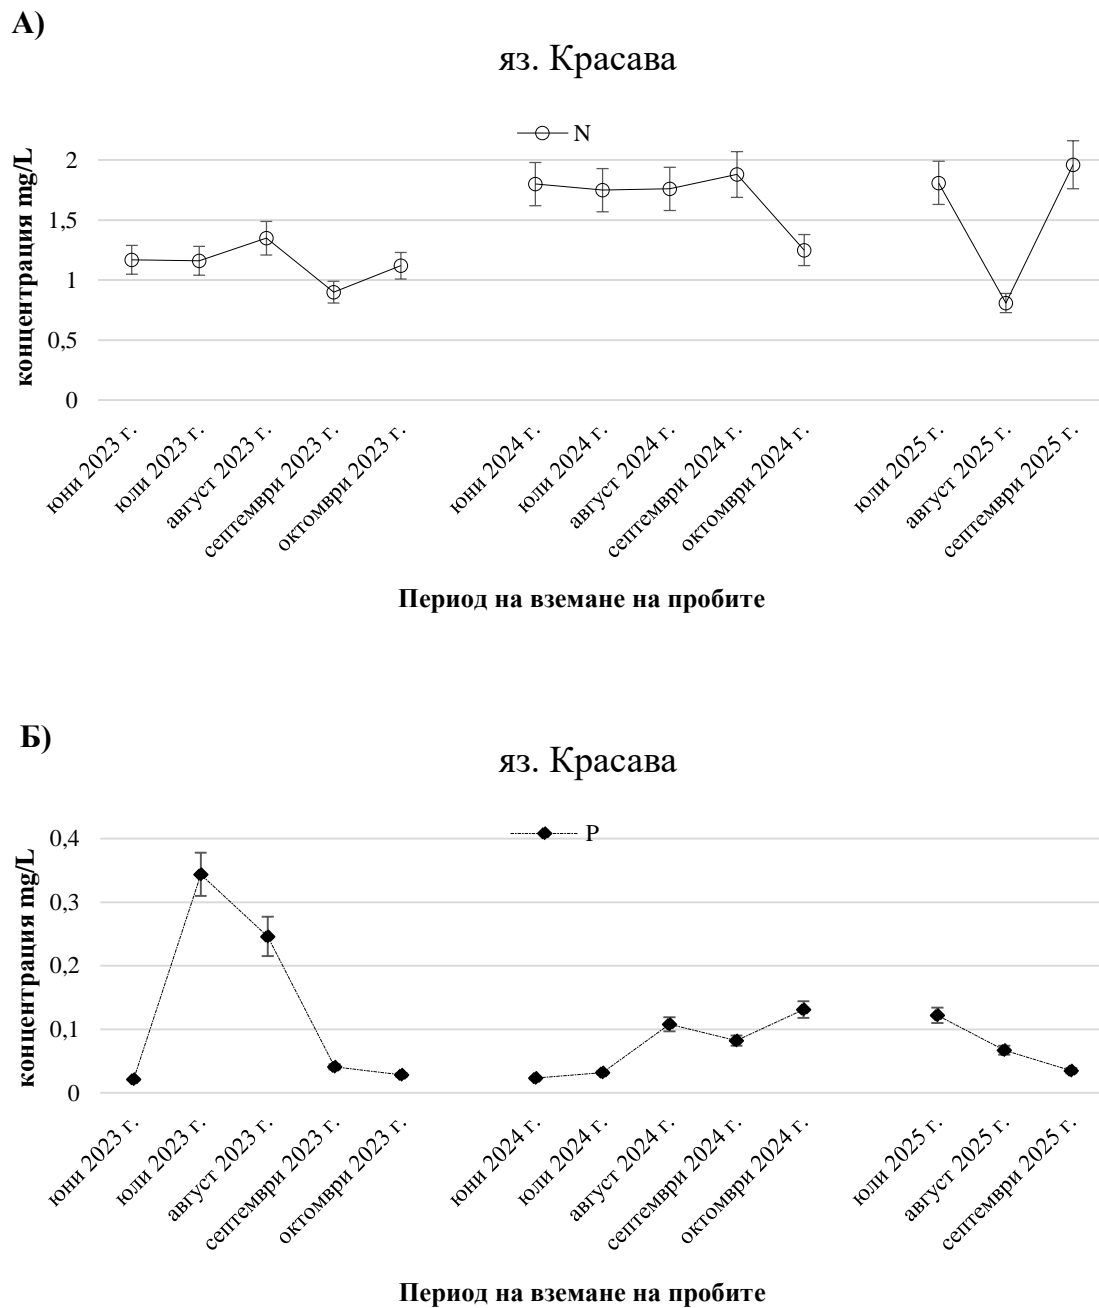 А)
яз. Красава
N
концентрация mg/L
2
1,5
1
0,5
0
юни 2023 г.
юли 2023 г.
август 2023 г.
септември 2023 г.
октомври 2023 г.
юни 2024 г.
юли 2024 г.
август 2024 г.
септември 2024 г.
октомври 2024 г.
юли 2025 г.
август 2025 г.
септември 2025 г.
Период на вземане на пробите
Б)
яз. Красава
P
концентрация mg/L
0,4
0,3
0,2
0,1
0
юни 2023 г.
юли 2023 г.
август 2023 г.
септември 2023 г.
октомври 2023 г.
юни 2024 г.
юли 2024 г.
август 2024 г.
септември 2024 г.
октомври 2024 г.
юли 2025 г.
август 2025 г.
септември 2025 г.
Период на вземане на пробите